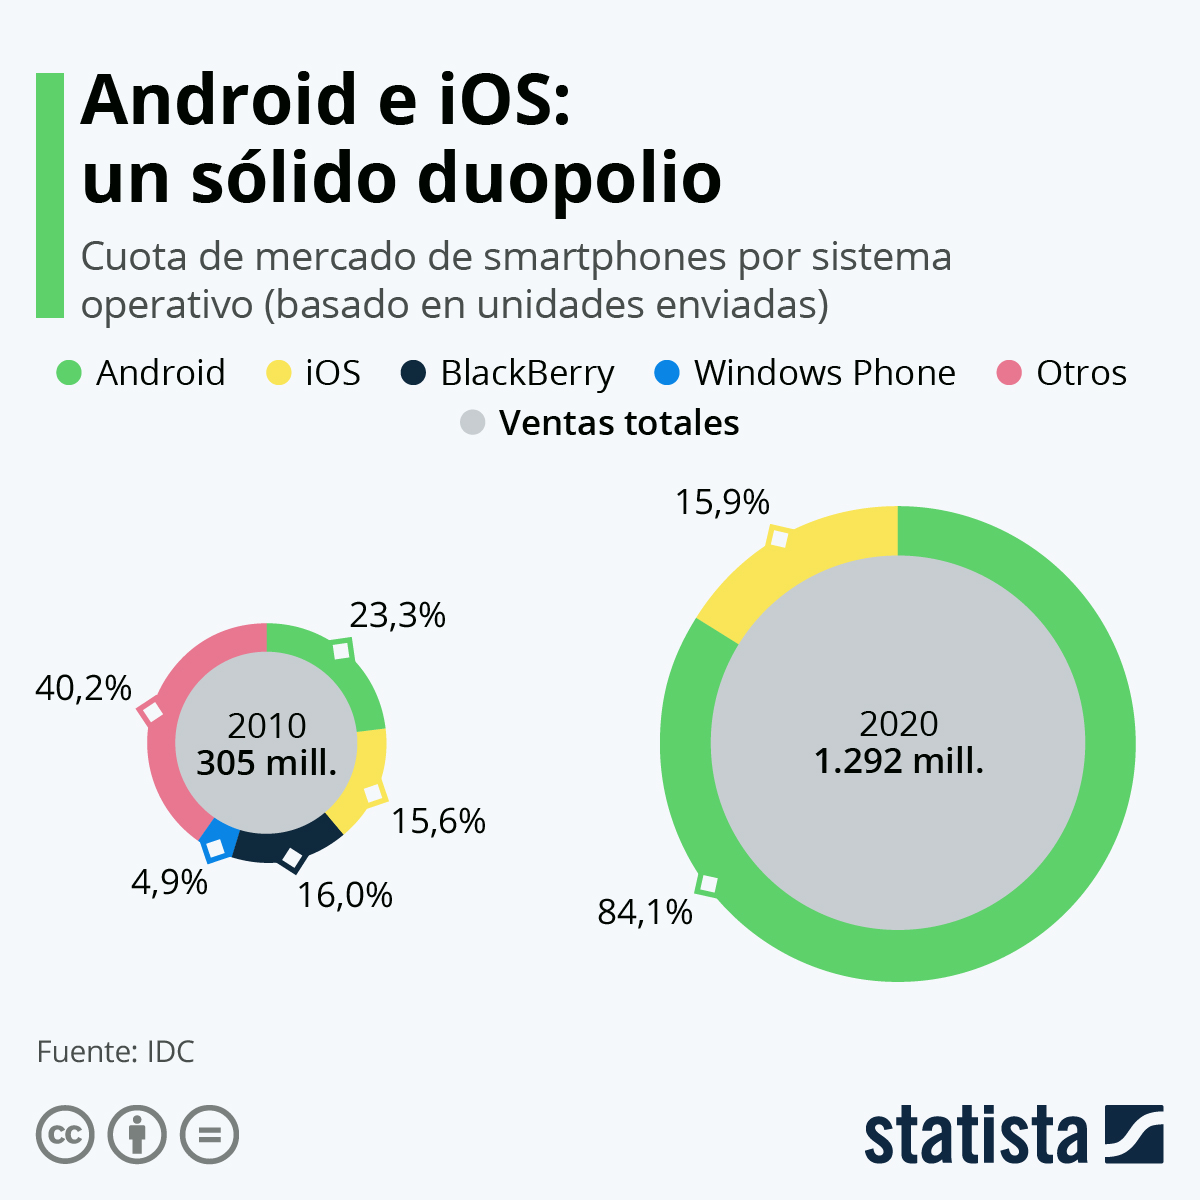 Android e iOS:
un sólido duopolio
Cuota de mercado de smartphones por sistema
operativo (basado en unidades enviadas)
Android iOS BlackBerry Windows Phone Otros
Ventas totales
23,3%
40,2%
2010
305 mill.
15,6%
4,9%
16,0%
15,9%
2020
1.292 mill.
84,1%
Fuente: IDC
cc
statista